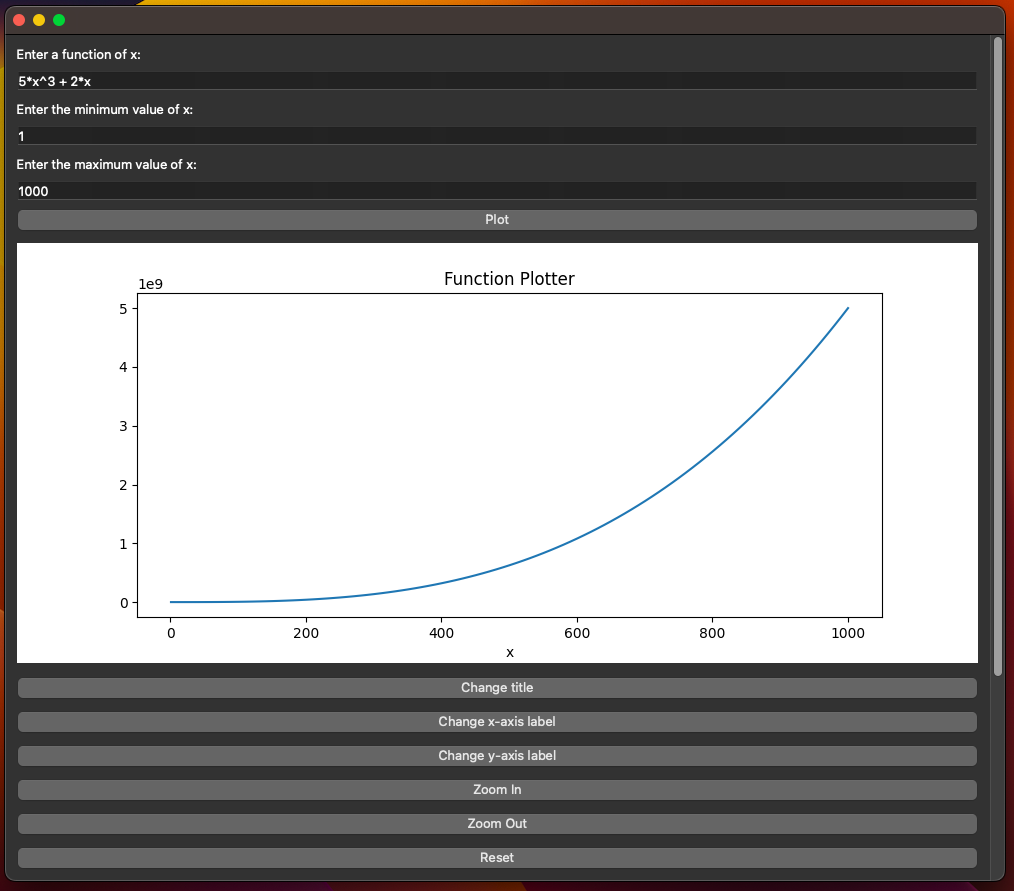 Enter a function of x:
5*x^3 + 2*x
Enter the minimum value of x:
1
Enter the maximum value of x:
1000
Plot
Function Plotter
1e9
5
4
3
2
1
0
0 200 400 600 800 1000
x
Change title
Change x-axis label
Change y-axis label
Zoom In
Zoom Out
Reset